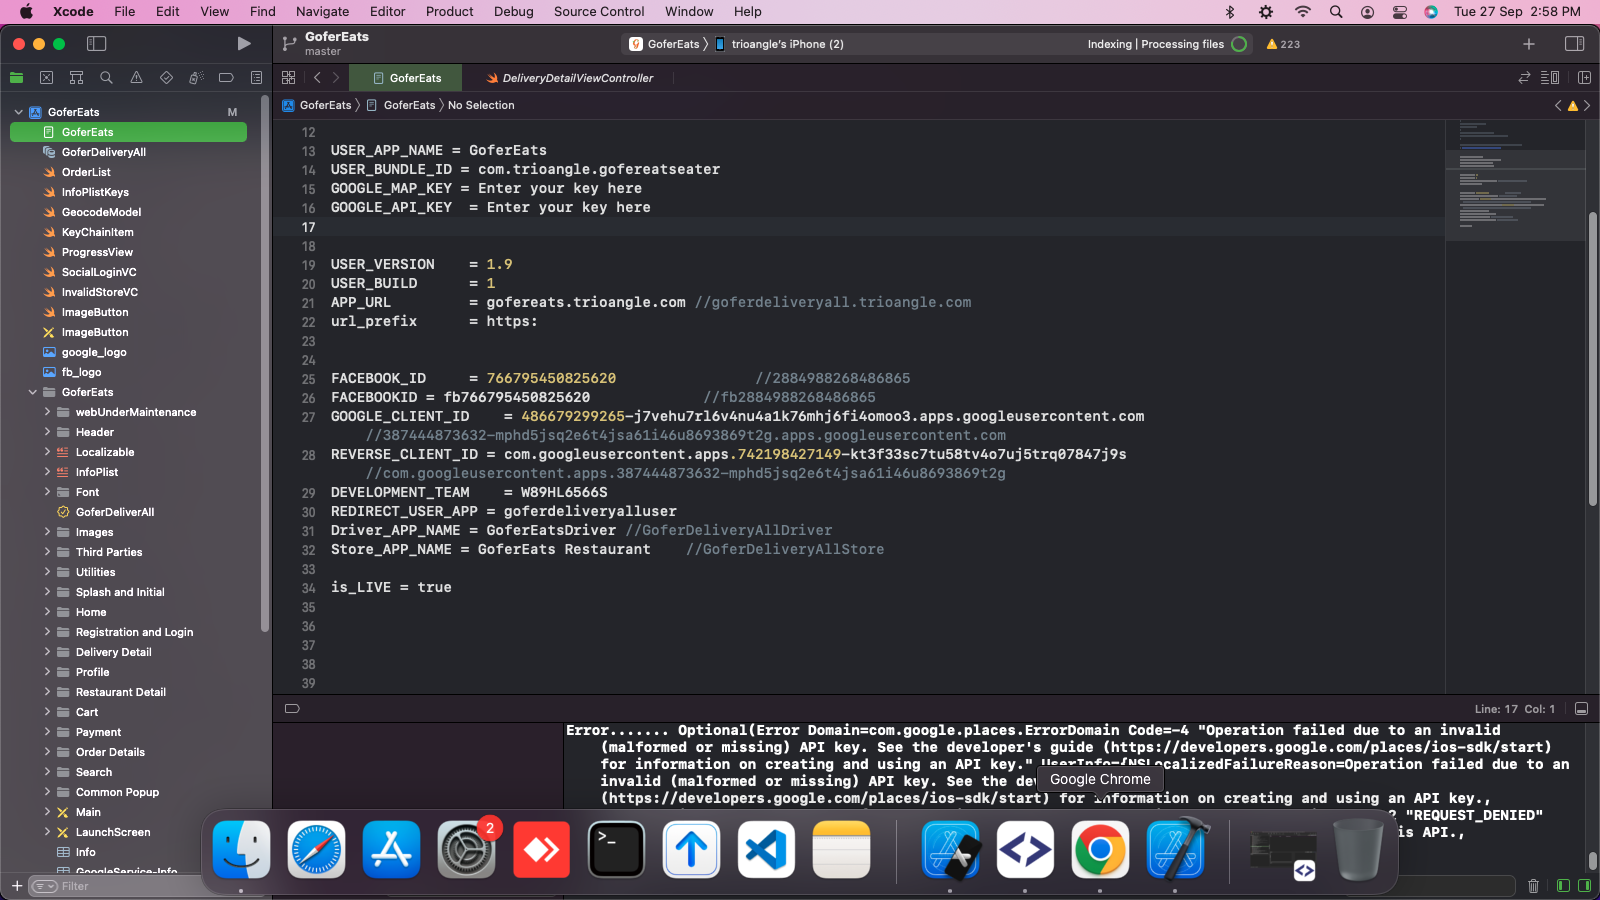 Xcode File Edit View Find Navigate Editor Product Debug Source Control Window Help Tue 27 Sep 2:58 PM
GoferEats
master
GoferEats trioangle's iPhone (2) Indexing | Processing files 223
GoferEats DeliveryDetailViewController
GoferEats GoferEats No Selection
GoferEats M
GoferEats
GoferDeliveryAll
OrderList
InfoPlistKeys
GeocodeModel
KeyChainItem
ProgressView
SocialLoginVC
InvalidStoreVC
ImageButton
ImageButton
google_logo
fb_logo
GoferEats
webUnderMaintenance
Header
Localizable
InfoPlist
Font
GoferDeliverAll
Images
Third Parties
Utilities
Splash and Initial
Home
Registration and Login
Delivery Detail
Profile
Restaurant Detail
Cart
Payment
Order Details
Search
Common Popup
Main
LaunchScreen
Info
GoogleService-Info
Filter
12
13 USER_APP_NAME = GoferEats
14 USER_BUNDLE_ID = com.trioangle.gofereatseater
15 GOOGLE_MAP_KEY = Enter your key here
16 GOOGLE_API_KEY = Enter your key here
17
18
19 USER_VERSION = 1.9
20 USER_BUILD = 1
21 APP_URL = gofereats.trioangle.com //goferdeliveryall.trioangle.com
22 url_prefix = https:
23
24
25 FACEBOOK_ID = 766795450825620 //2884988268486865
26 FACEBOOKID = fb766795450825620 //fb2884988268486865
27 GOOGLE_CLIENT_ID = 486679299265-j7vehu7rl6v4nu4a1k76mhj6fi4omoo3.apps.googleusercontent.com
//387444873632-mphd5jsq2e6t4jsa61i46u8693869t2g.apps.googleusercontent.com
28 REVERSE_CLIENT_ID = com.googleusercontent.apps.742198427149-kt3f33sc7tu58tv4o7uj5trq07847j9s
//com.googleusercontent.apps.387444873632-mphd5jsq2e6t4jsa61i46u8693869t2g
29 DEVELOPMENT_TEAM = W89HL6566S
30 REDIRECT_USER_APP = goferdeliveryalluser
31 Driver_APP_NAME = GoferEatsDriver //GoferDeliveryAllDriver
32 Store_APP_NAME = GoferEats Restaurant //GoferDeliveryAllStore
33
34 is_LIVE = true
35
36
37
38
39
Line: 17 Col: 1
Error....... Optional(Error Domain=com.google.places.ErrorDomain Code=-4 "Operation failed due to an invalid
(malformed or missing) API key. See the developer's guide (https://developers.google.com/places/ios-sdk/start)
for information on creating and using an API key." UserInfo={NSLocalizedFailureReason=Operation failed due to an
invalid (malformed or missing) API key. See the dev
Google Chrome
(https://developers.google.com/places/ios-sdk/start) for information on creating and using an API key.,
2 "REQUEST_DENIED"
is API.,
2